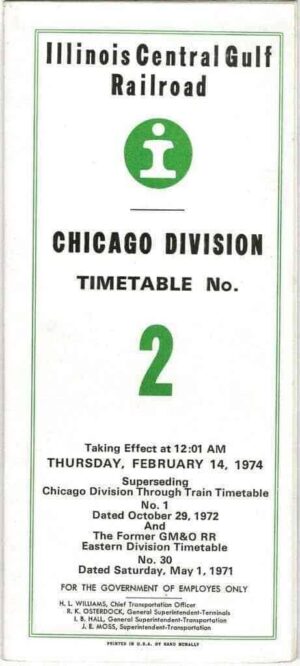 Illinois Central Gulf
Railroad
i
CHICAGO DIVISION
TIMETABLE No.
2
Taking Effect at 12:01 AM
THURSDAY, FEBRUARY 14, 1974
Superseding
Chicago Division Through Train Timetable
No. 1
Dated October 29, 1972
And
The Former GM&O RR
Eastern Division Timetable
No. 30
Dated Saturday, May 1, 1971
FOR THE GOVERNMENT OF EMPLOYES ONLY
H. L. WILLIAMS, Chief Transportation Officer
R. K. OSTERDOCK, General Superintendent-Terminals
I. B. HALL, General Superintendent-Transportation
J. E. MOSS, Superintendent-Transportation
PRINTED IN U.S.A. BY RAND MCNALLY